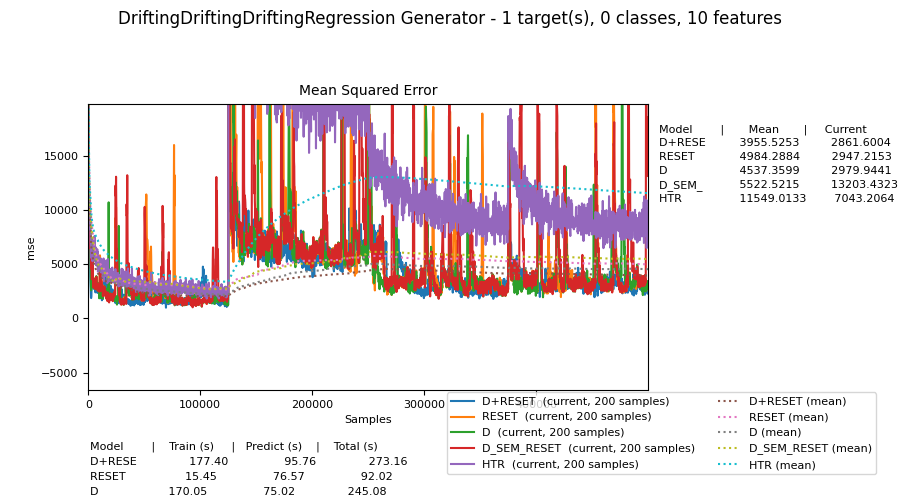 DriftingDriftingDriftingRegression Generator - 1 target(s), 0 classes, 10 features
Mean Squared Error
mse
15000
10000
5000
0
−5000
0 100000 200000 300000 400000
Samples
Model | Mean | Current
D+RESE 3955.5253 2861.6004
RESET 4984.2884 2947.2153
D 4537.3599 2979.9441
D_SEM_ 5522.5215 13203.4323
HTR 11549.0133 7043.2064
D+RESET (current, 200 samples)
RESET (current, 200 samples)
D (current, 200 samples)
D_SEM_RESET (current, 200 samples)
HTR (current, 200 samples)
D+RESET (mean)
RESET (mean)
D (mean)
D_SEM_RESET (mean)
HTR (mean)
Model | Train (s) | Predict (s) | Total (s)
D+RESE 177.40 95.76 273.16
RESET 15.45 76.57 92.02
D 170.05 75.02 245.08